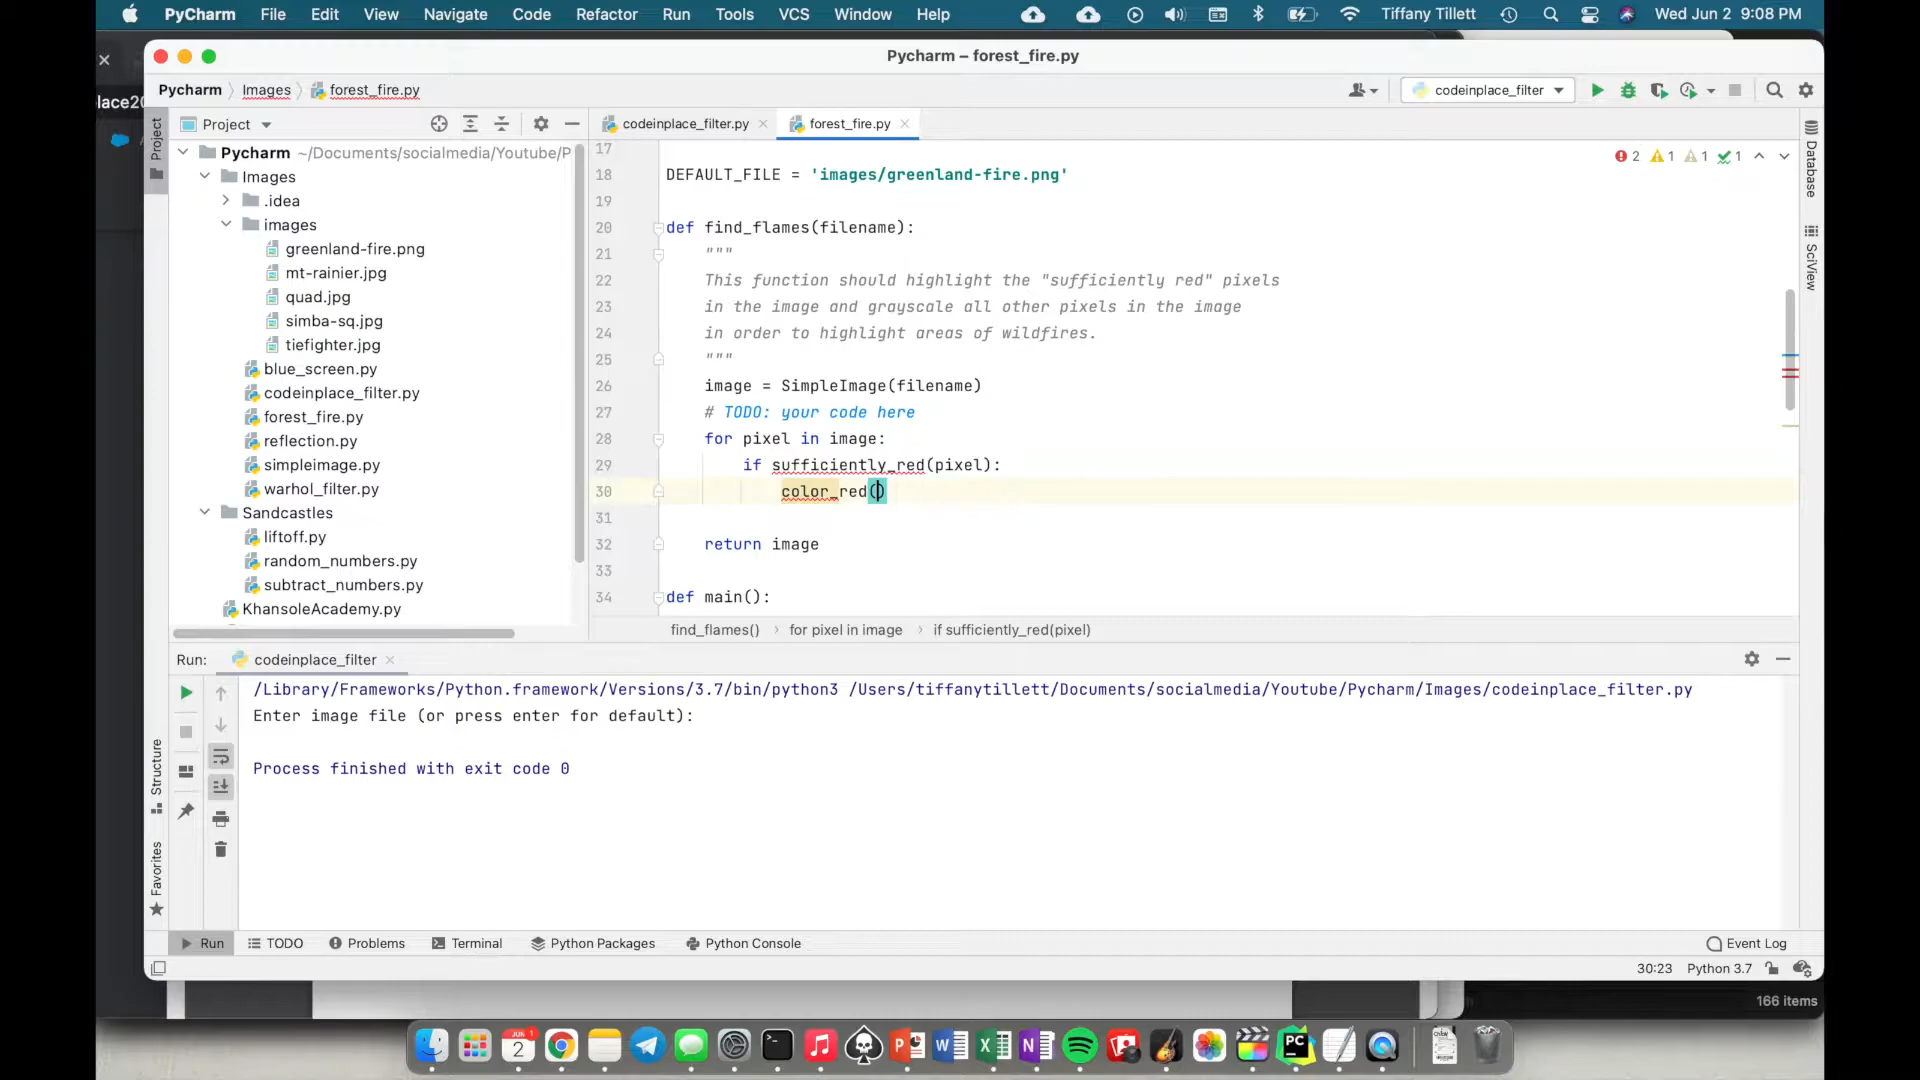 PyCharm File Edit View Navigate Code Refactor Run Tools VCS Window Help Tiffany Tillett Wed Jun 2 9:08 PM
Pycharm – forest_fire.py
Pycharm Images forest_fire.py codeinplace_filter
lace20
Project
Project
codeinplace_filter.py forest_fire.py
Pycharm ~/Documents/socialmedia/Youtube/P
Images
.idea
images
greenland-fire.png
mt-rainier.jpg
quad.jpg
simba-sq.jpg
tiefighter.jpg
blue_screen.py
codeinplace_filter.py
forest_fire.py
reflection.py
simpleimage.py
warhol_filter.py
Sandcastles
liftoff.py
random_numbers.py
subtract_numbers.py
KhansoleAcademy.py
2 1 1 1
17
18 DEFAULT_FILE = 'images/greenland-fire.png'
19
20 def find_flames(filename):
21 """
22 This function should highlight the "sufficiently red" pixels
23 in the image and grayscale all other pixels in the image
24 in order to highlight areas of wildfires.
25 """
26 image = SimpleImage(filename)
27 # TODO: your code here
28 for pixel in image:
29 if sufficiently_red(pixel):
30 color_red()
31
32 return image
33
34 def main():
find_flames() for pixel in image if sufficiently_red(pixel)
Database
SciView
Run: codeinplace_filter
/Library/Frameworks/Python.framework/Versions/3.7/bin/python3 /Users/tiffanytillett/Documents/socialmedia/Youtube/Pycharm/Images/codeinplace_filter.py
Enter image file (or press enter for default):
Process finished with exit code 0
Structure
Favorites
Run TODO Problems Terminal Python Packages Python Console Event Log
30:23 Python 3.7
166 items
JUN 2
PC